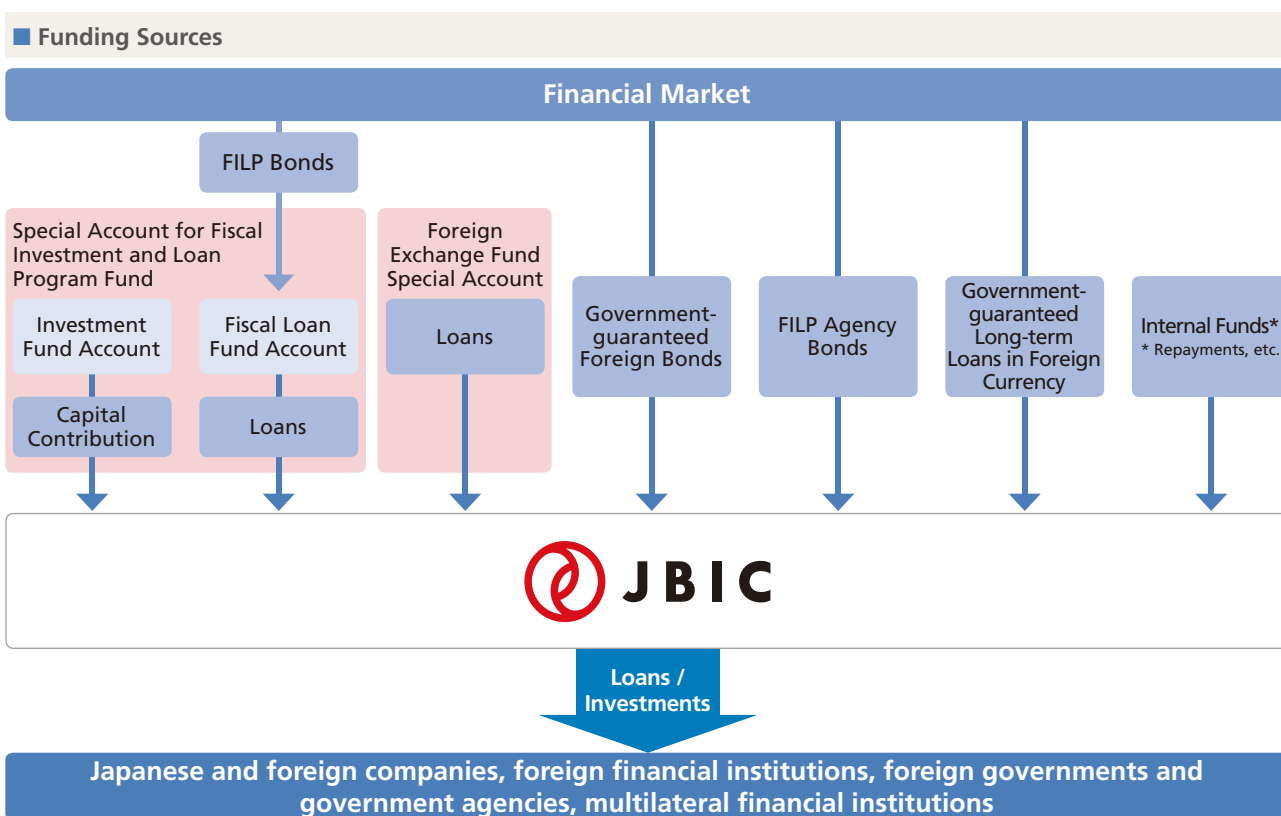 ■ Funding Sources
Financial Market
FILP Bonds
Special Account for Fiscal
Investment and Loan
Program Fund
Investment
Fund Account
Capital
Contribution
Fiscal Loan
Fund Account
Loans
Foreign
Exchange Fund
Special Account
Loans
Government-
guaranteed
Foreign Bonds
FILP Agency
Bonds
Government-
guaranteed
Long-term
Loans in Foreign
Currency
Internal Funds*
* Repayments, etc.
JBIC
Loans /
Investments
Japanese and foreign companies, foreign financial institutions, foreign governments and
government agencies, multilateral financial institutions